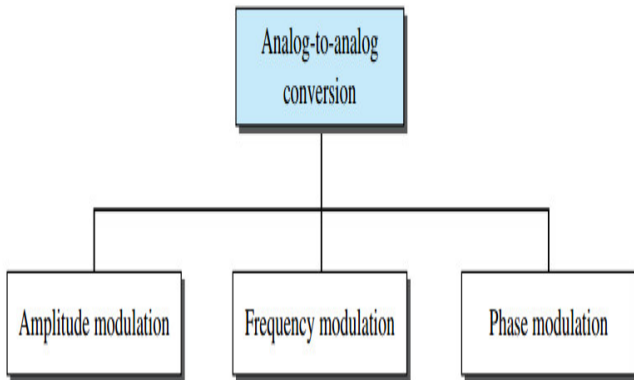 Analog-to-analog
conversion
Amplitude modulation
Frequency modulation
Phase modulation